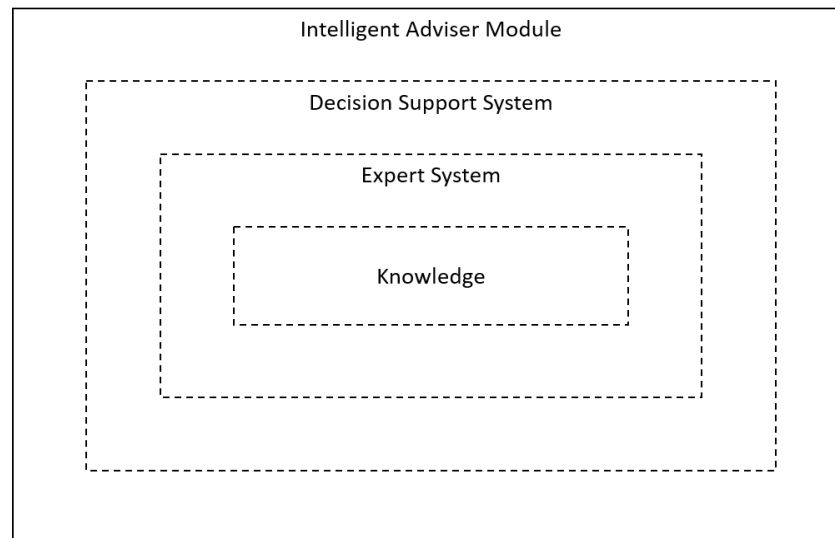 Intelligent Adviser Module
Decision Support System
Expert System
Knowledge